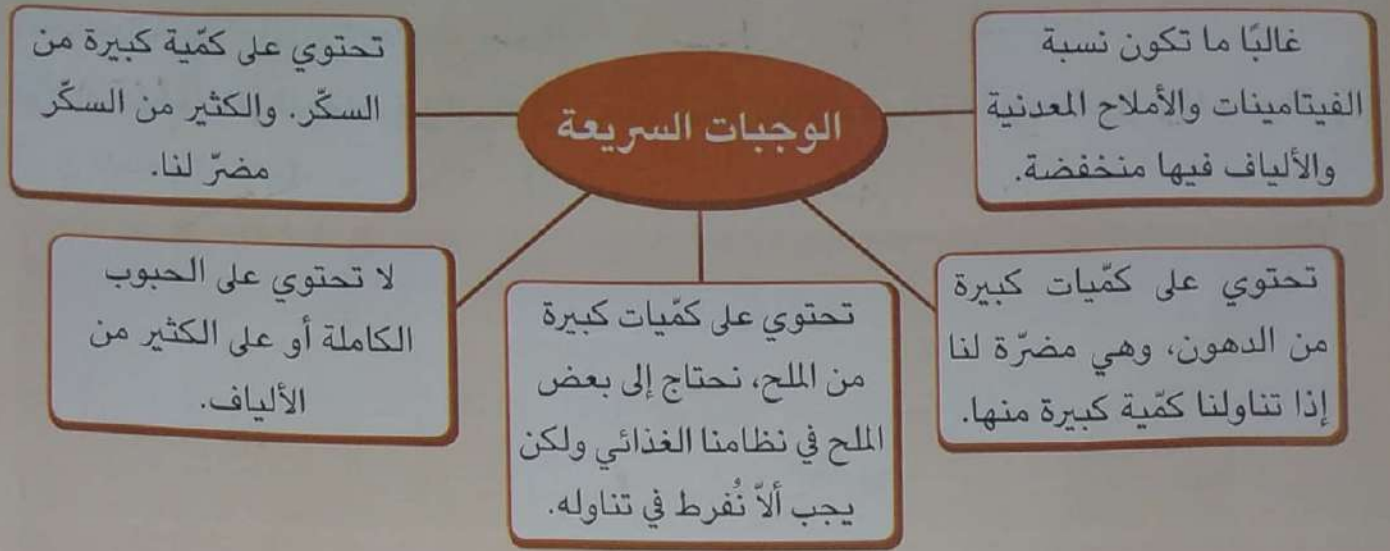 الوجبات السريعة
غالبًا ما تكون نسبة
الفيتامينات والأملاح المعدنية
والألياف فيها منخفضة.
تحتوي على كمّيات كبيرة
من الدهون، وهي مضرّة لنا
إذا تناولنا كمّية كبيرة منها.
تحتوي على كمّيات كبيرة
من الملح، نحتاج إلى بعض
الملح في نظامنا الغذائي ولكن
يجب ألاّ نُفرط في تناوله.
لا تحتوي على الحبوب
الكاملة أو على الكثير من
الألياف.
تحتوي على كمّية كبيرة من
السكّر. والكثير من السكّر
مضرّ لنا.